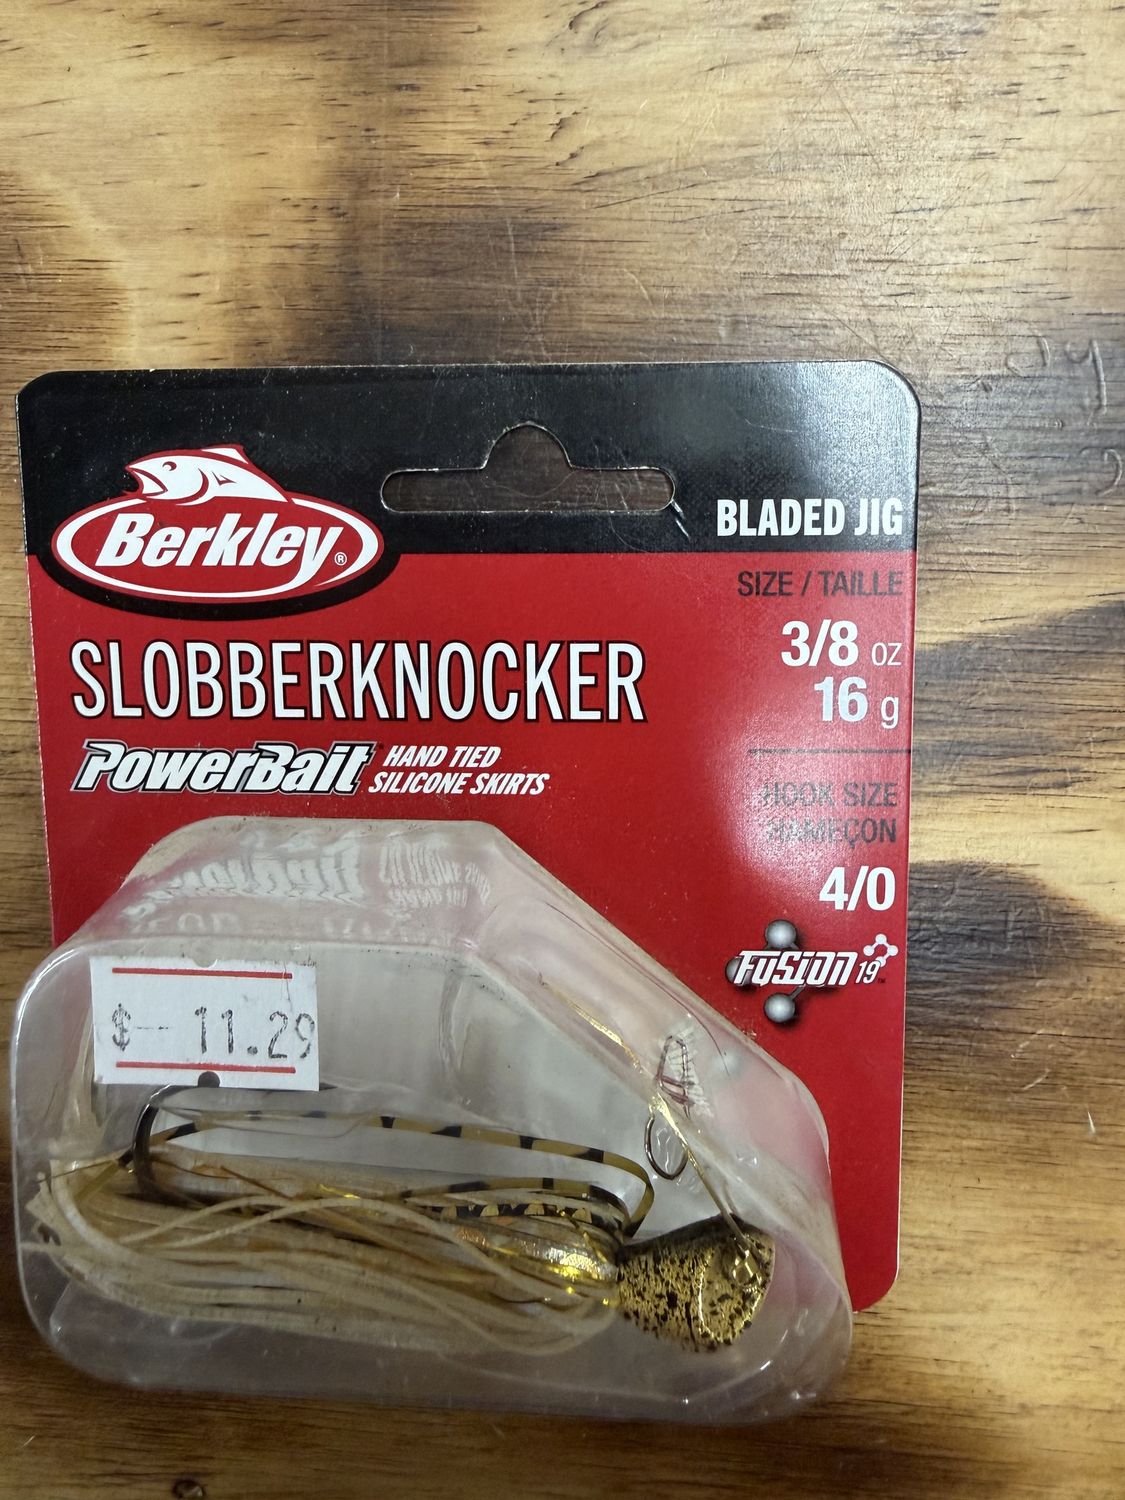 Berkley®
BLADED JIG
SIZE / TAILLE
3/8 oz
16 g
SLOBBERKNOCKER
PowerBait® HAND TIED
SILICONE SKIRTS
HOOK SIZE
HAMEÇON
4/0
FUSION 19™
$-- 11.29